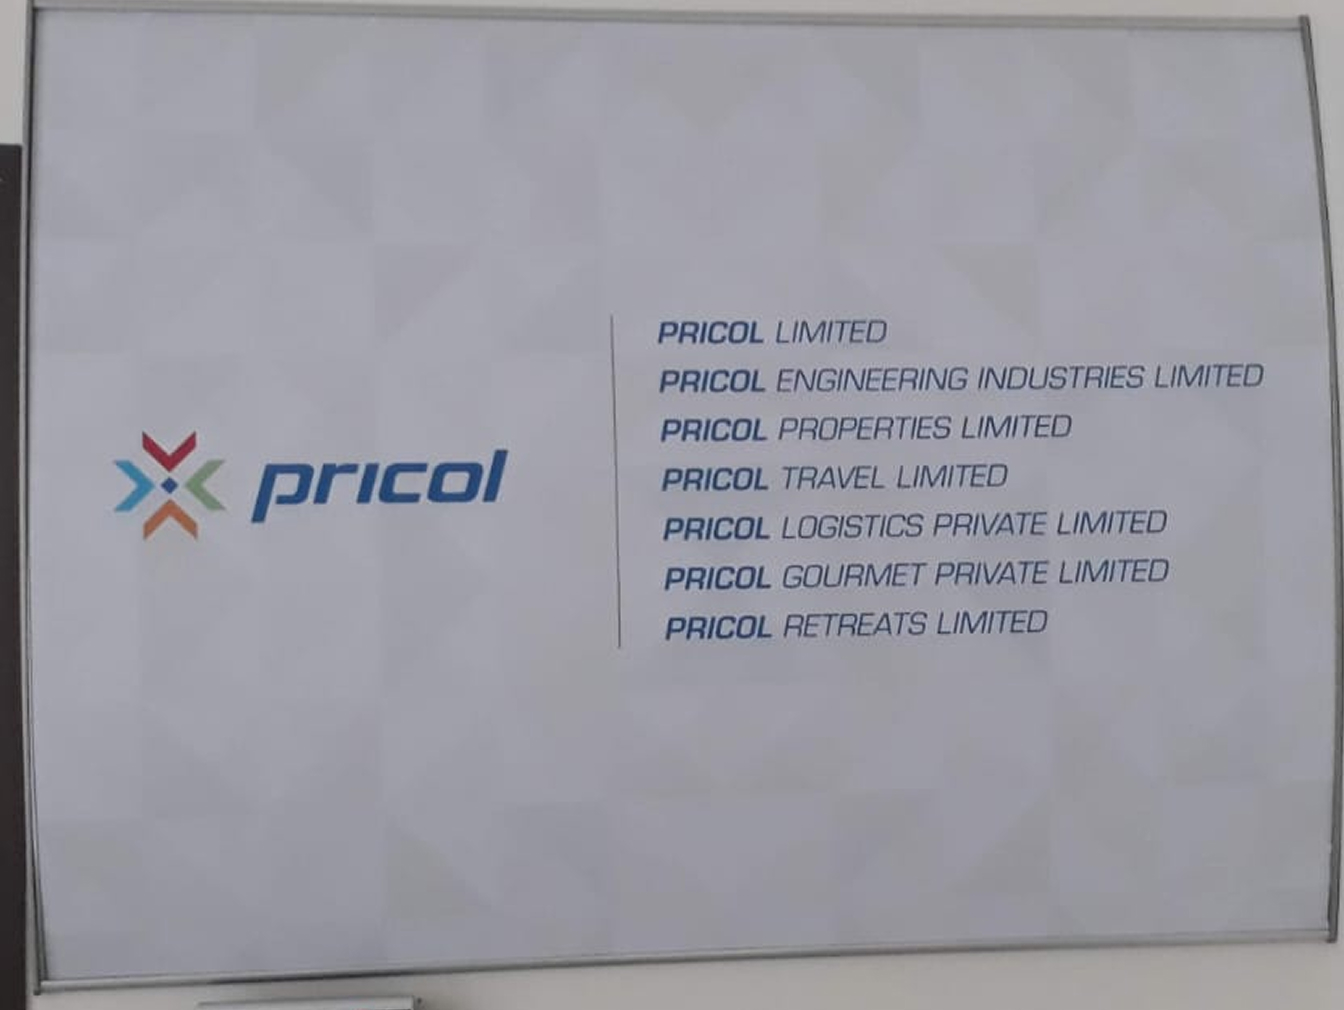 pricol
PRICOL LIMITED
PRICOL ENGINEERING INDUSTRIES LIMITED
PRICOL PROPERTIES LIMITED
PRICOL TRAVEL LIMITED
PRICOL LOGISTICS PRIVATE LIMITED
PRICOL GOURMET PRIVATE LIMITED
PRICOL RETREATS LIMITED